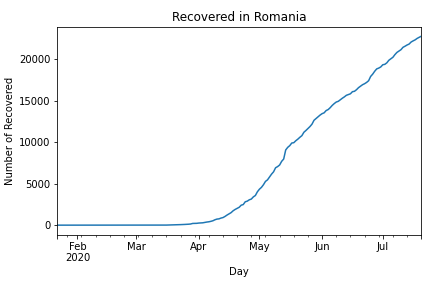 Recovered in Romania
Number of Recovered
20000
15000
10000
5000
0
Feb Mar Apr May Jun Jul
2020
Day